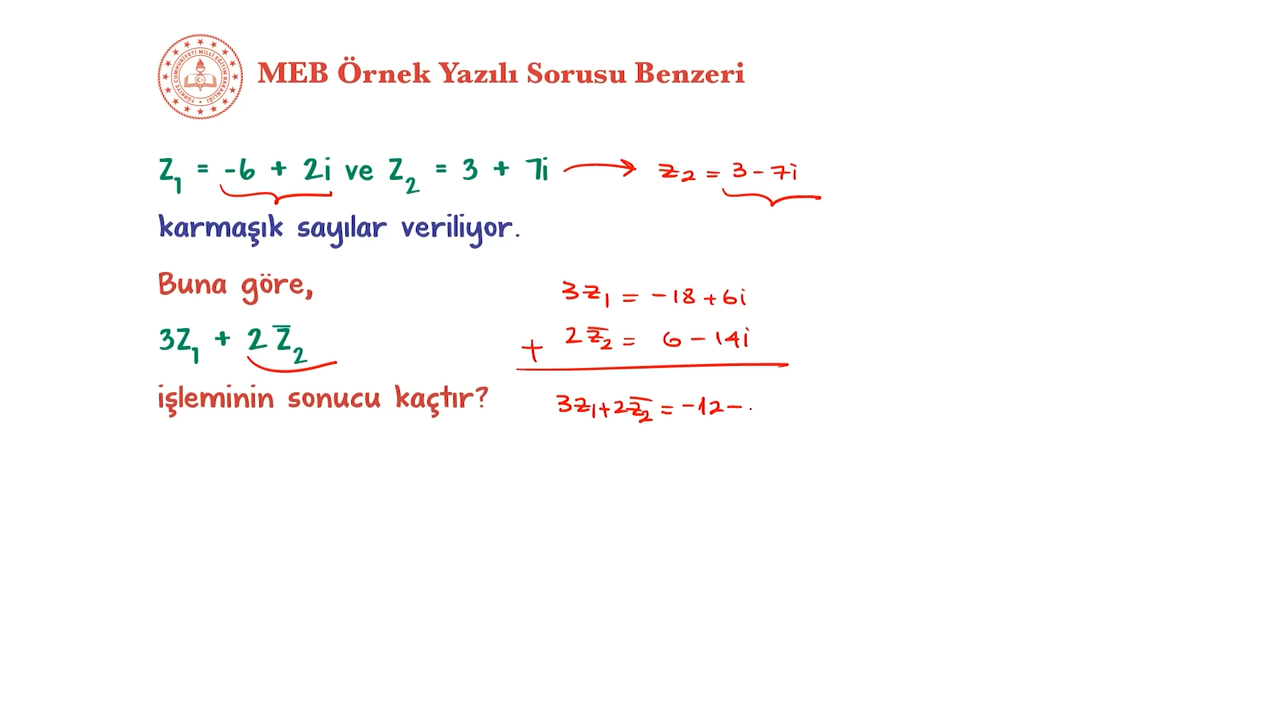 MEB Örnek Yazılı Sorusu Benzeri
Z₁ = -6 + 2i ve Z₂ = 3 + 7i → z₂ = 3 - 7i
karmaşık sayılar veriliyor.
Buna göre,
3z₁ = -18 + 6i
3Z₁ + 2Z̅₂
2z̅₂ = 6 - 14i
+
işleminin sonucu kaçtır?
3z₁ + 2z̅₂ = -12 -